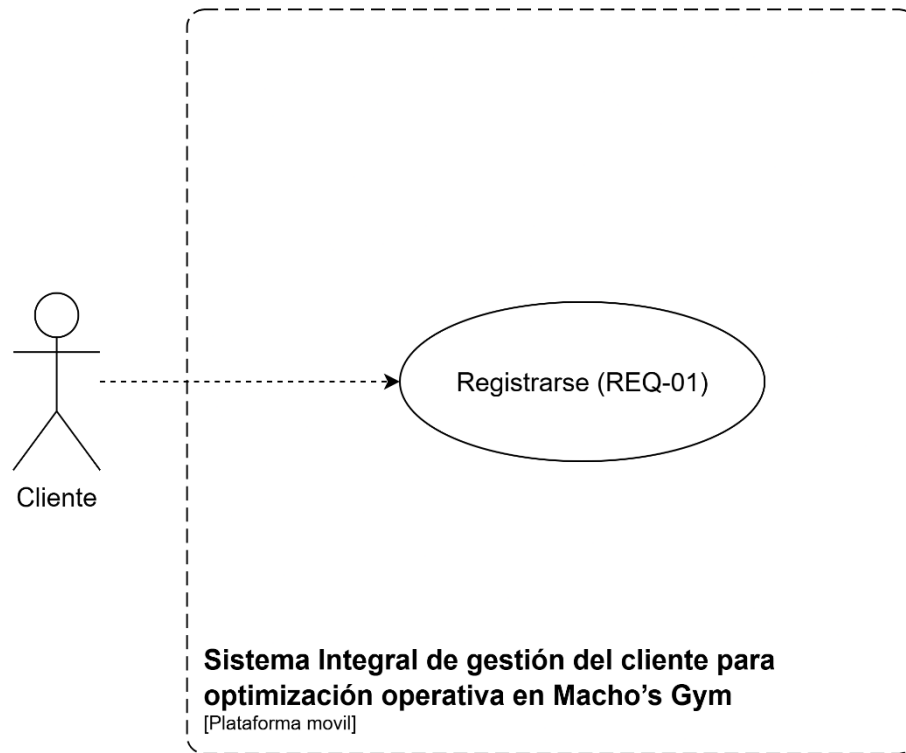 Registrarse (REQ-01)
Cliente
Sistema Integral de gestión del cliente para
optimización operativa en Macho's Gym
[Plataforma movil]